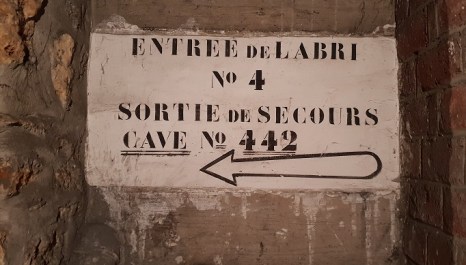 ENTREE DE LABRI
Nº 4
SORTIE DE SECOURS
CAVE Nº 442